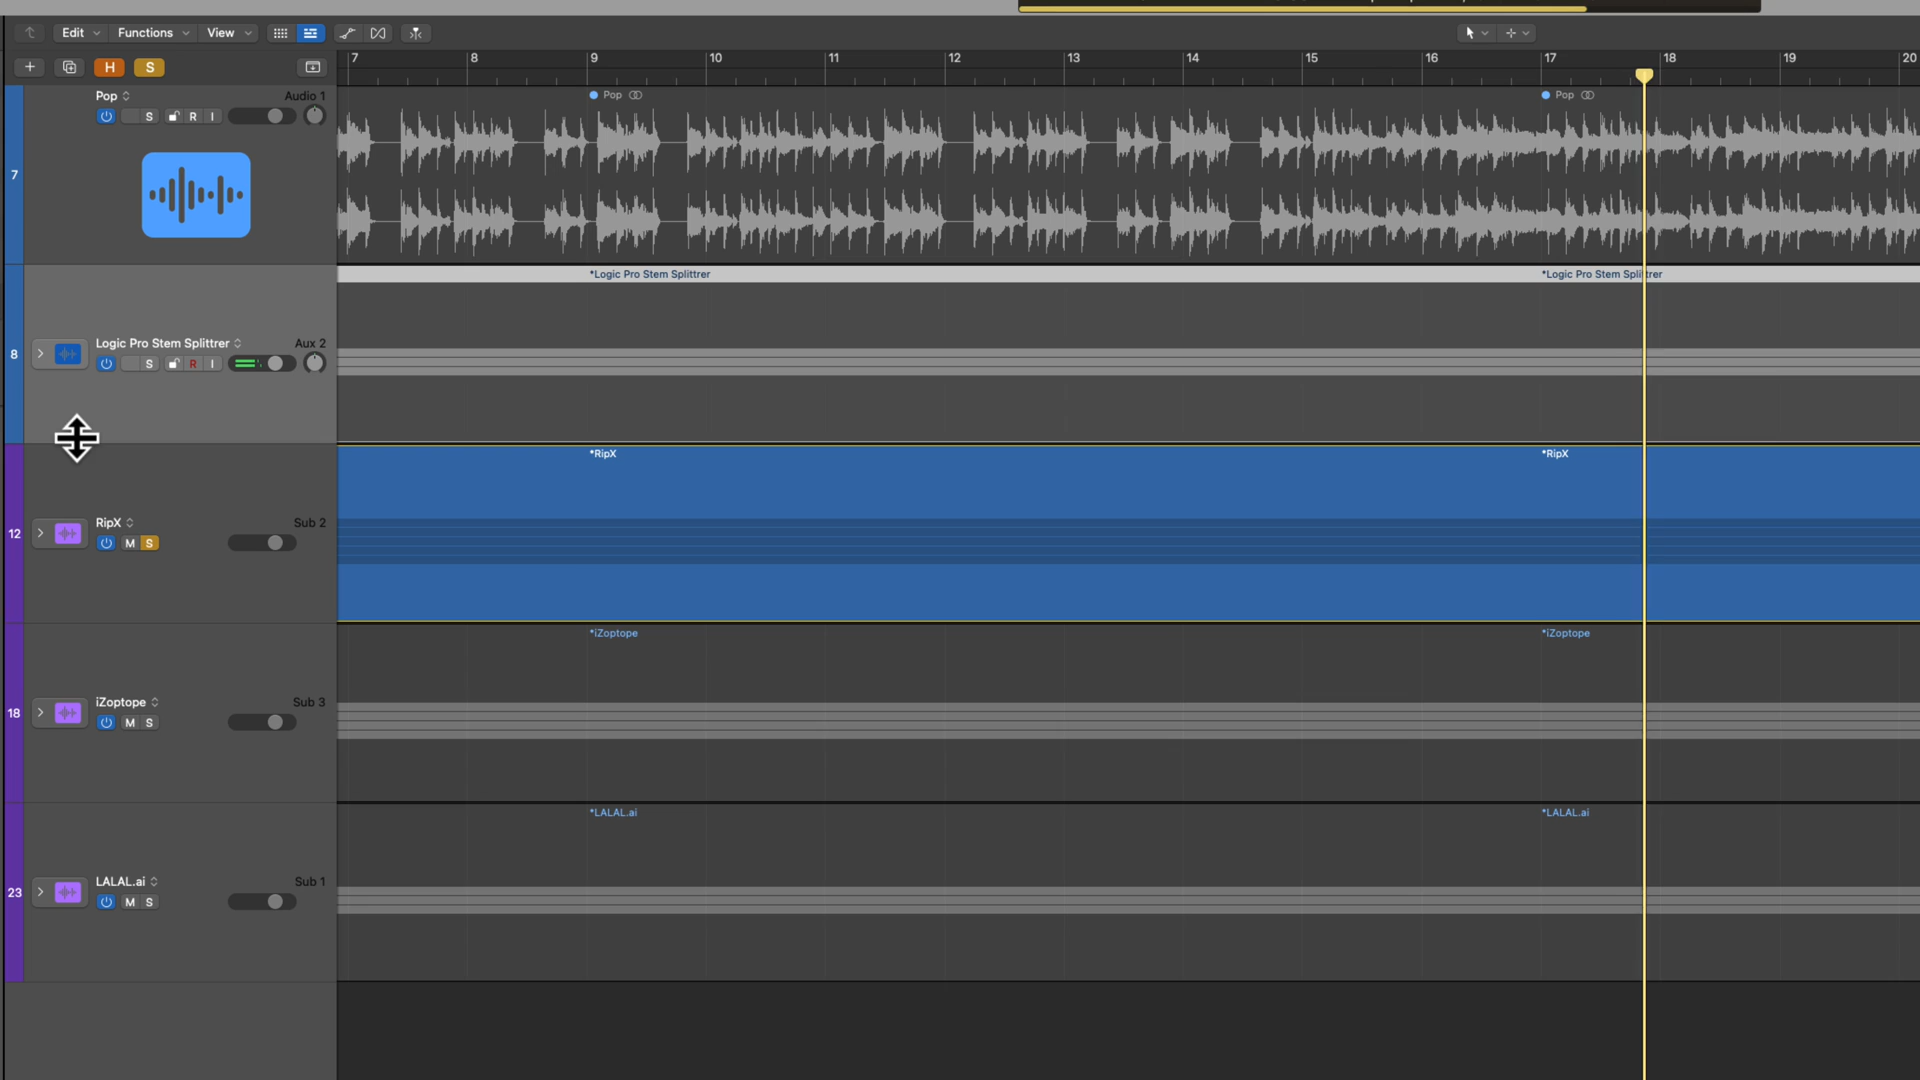 Edit Functions View
H S
7 8 9 10 11 12 13 14 15 16 17 18 19 20
Pop Audio 1
S R I
Pop Pop
7
*Logic Pro Stem Splittrer *Logic Pro Stem Splittrer
Logic Pro Stem Splittrer Aux 2
8
S R I
*RipX *RipX
RipX Sub 2
12
M S
*iZoptope *iZoptope
iZoptope Sub 3
18
M S
*LALAL.ai *LALAL.ai
LALAL.ai Sub 1
23
M S